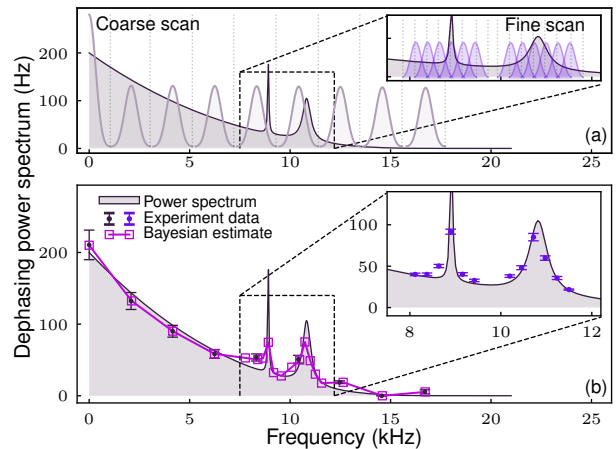 Coarse scan
Fine scan
200
100
0
0
5
10
15
20
25
(a)
Dephasing power spectrum (Hz)
Power spectrum
Experiment data
Bayesian estimate
200
100
0
100
50
0
8
10
12
(b)
0
5
10
15
20
25
Frequency (kHz)